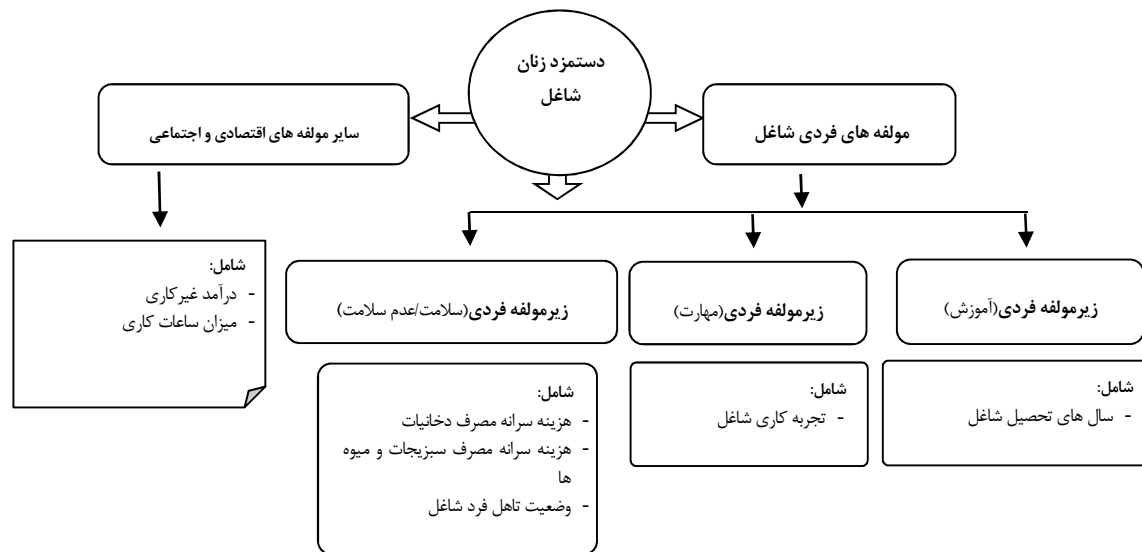 دستمزد زنان
شاغل
مولفه های فردی شاغل
سایر مولفه های اقتصادی و اجتماعی
زیرمولفه فردی(آموزش)
شامل:
- سال های تحصیل شاغل
زیرمولفه فردی(مهارت)
شامل:
- تجربه کاری شاغل
زیرمولفه فردی(سلامت/عدم سلامت)
شامل:
- هزینه سرانه مصرف دخانیات
- هزینه سرانه مصرف سبزیجات و میوه
ها
- وضعیت تاهل فرد شاغل
شامل:
- درآمد غیرکاری
- میزان ساعات کاری